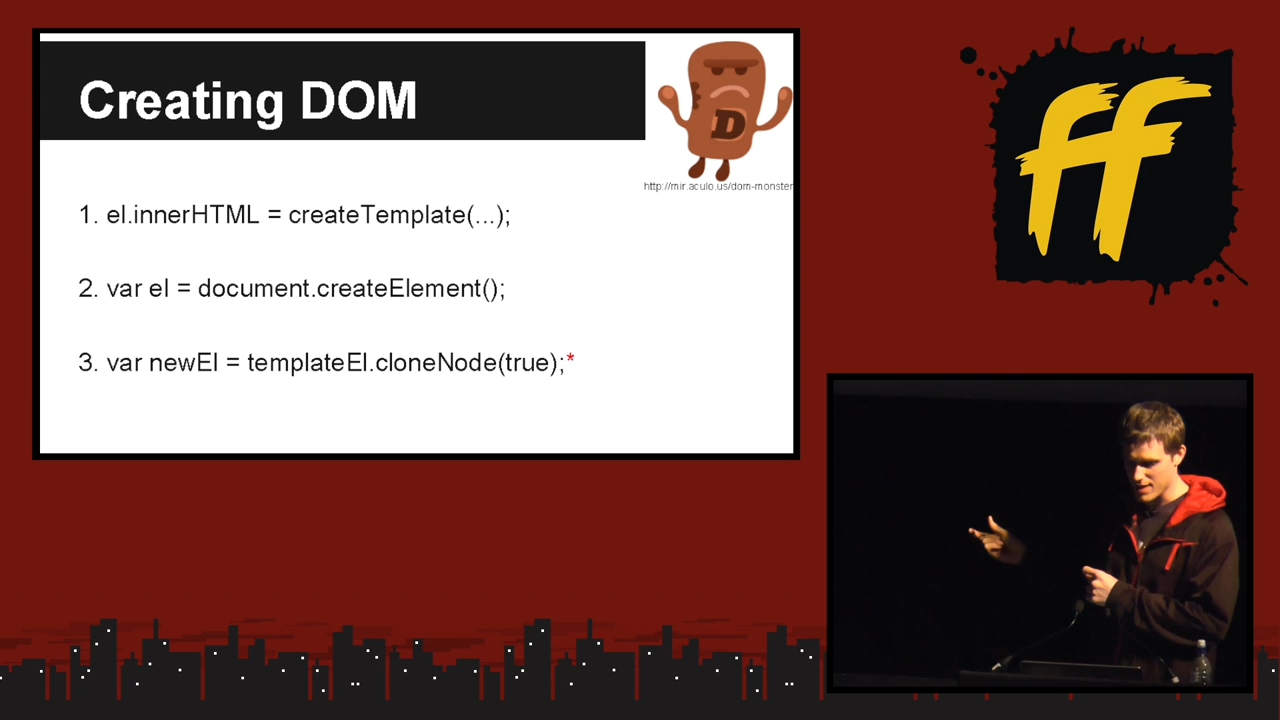 Creating DOM
D
http://mir.aculo.us/dom-monster
1. el.innerHTML = createTemplate(...);
2. var el = document.createElement();
3. var newEl = templateEl.cloneNode(true);*
ff